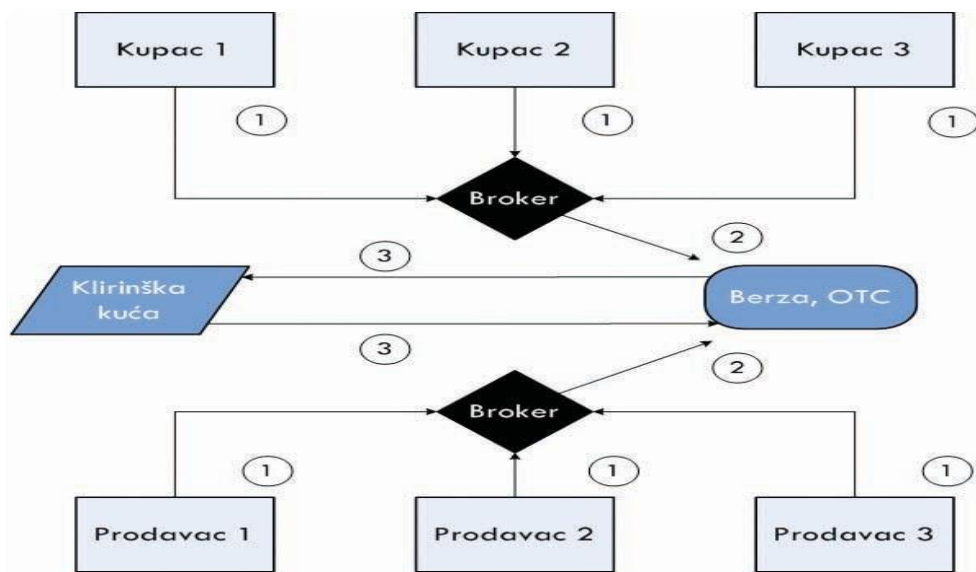 Kupac 1
Kupac 2
Kupac 3
1
1
1
Broker
2
3
Klirinška
kuća
Berza, OTC
3
2
Broker
1
1
1
Prodavac 1
Prodavac 2
Prodavac 3